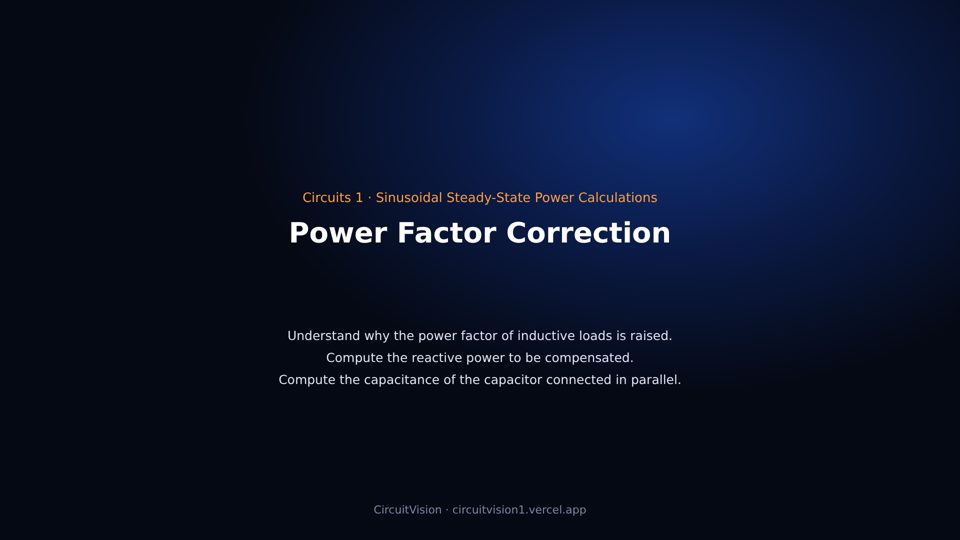 Circuits 1 · Sinusoidal Steady-State Power Calculations
Power Factor Correction
Understand why the power factor of inductive loads is raised.
Compute the reactive power to be compensated.
Compute the capacitance of the capacitor connected in parallel.
CircuitVision · circuitvision1.vercel.app